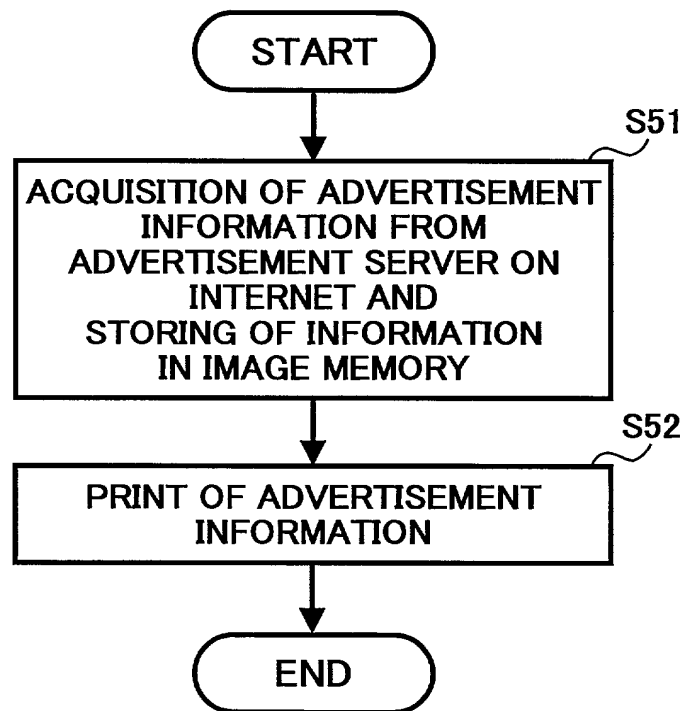 START
S51
ACQUISITION OF ADVERTISEMENT
INFORMATION FROM
ADVERTISEMENT SERVER ON
INTERNET AND
STORING OF INFORMATION
IN IMAGE MEMORY
S52
PRINT OF ADVERTISEMENT
INFORMATION
END